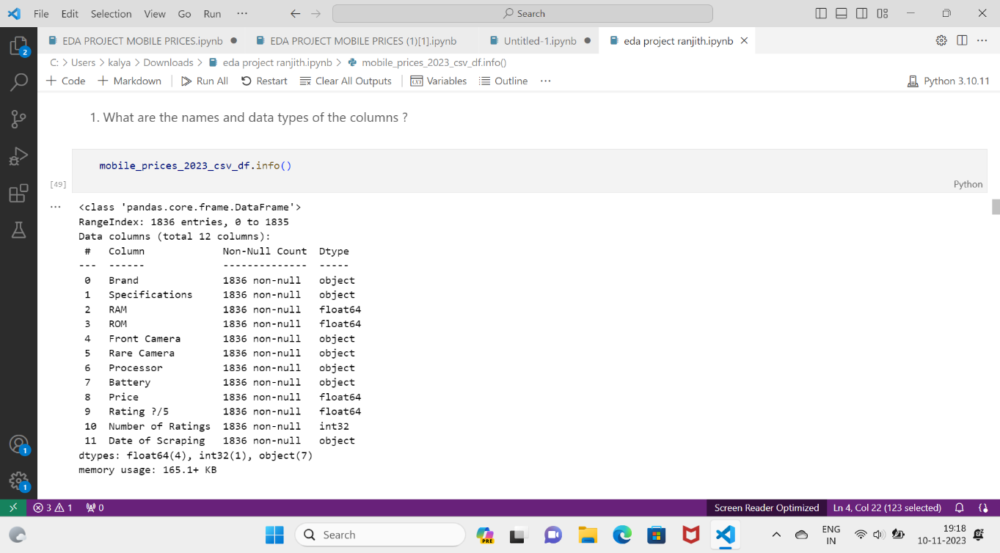 File Edit Selection View Go Run ··· Search
EDA PROJECT MOBILE PRICES.ipynb EDA PROJECT MOBILE PRICES (1)[1].ipynb Untitled-1.ipynb eda project ranjith.ipynb
C: > Users > kalya > Downloads > eda project ranjith.ipynb > mobile_prices_2023_csv_df.info()
+ Code + Markdown Run All Restart Clear All Outputs Variables Outline ··· Python 3.10.11
2
1. What are the names and data types of the columns ?
mobile_prices_2023_csv_df.info()
[49] Python
<class 'pandas.core.frame.DataFrame'>
RangeIndex: 1836 entries, 0 to 1835
Data columns (total 12 columns):
# Column Non-Null Count Dtype
--- ------ -------------- -----
0 Brand 1836 non-null object
1 Specifications 1836 non-null object
2 RAM 1836 non-null float64
3 ROM 1836 non-null float64
4 Front Camera 1836 non-null object
5 Rare Camera 1836 non-null object
6 Processor 1836 non-null object
7 Battery 1836 non-null object
8 Price 1836 non-null float64
9 Rating ?/5 1836 non-null float64
10 Number of Ratings 1836 non-null int32
11 Date of Scraping 1836 non-null object
dtypes: float64(4), int32(1), object(7)
memory usage: 165.1+ KB
1
1
3 1 0 Screen Reader Optimized Ln 4, Col 22 (123 selected)
Search PRE ENG 19:18
IN 10-11-2023